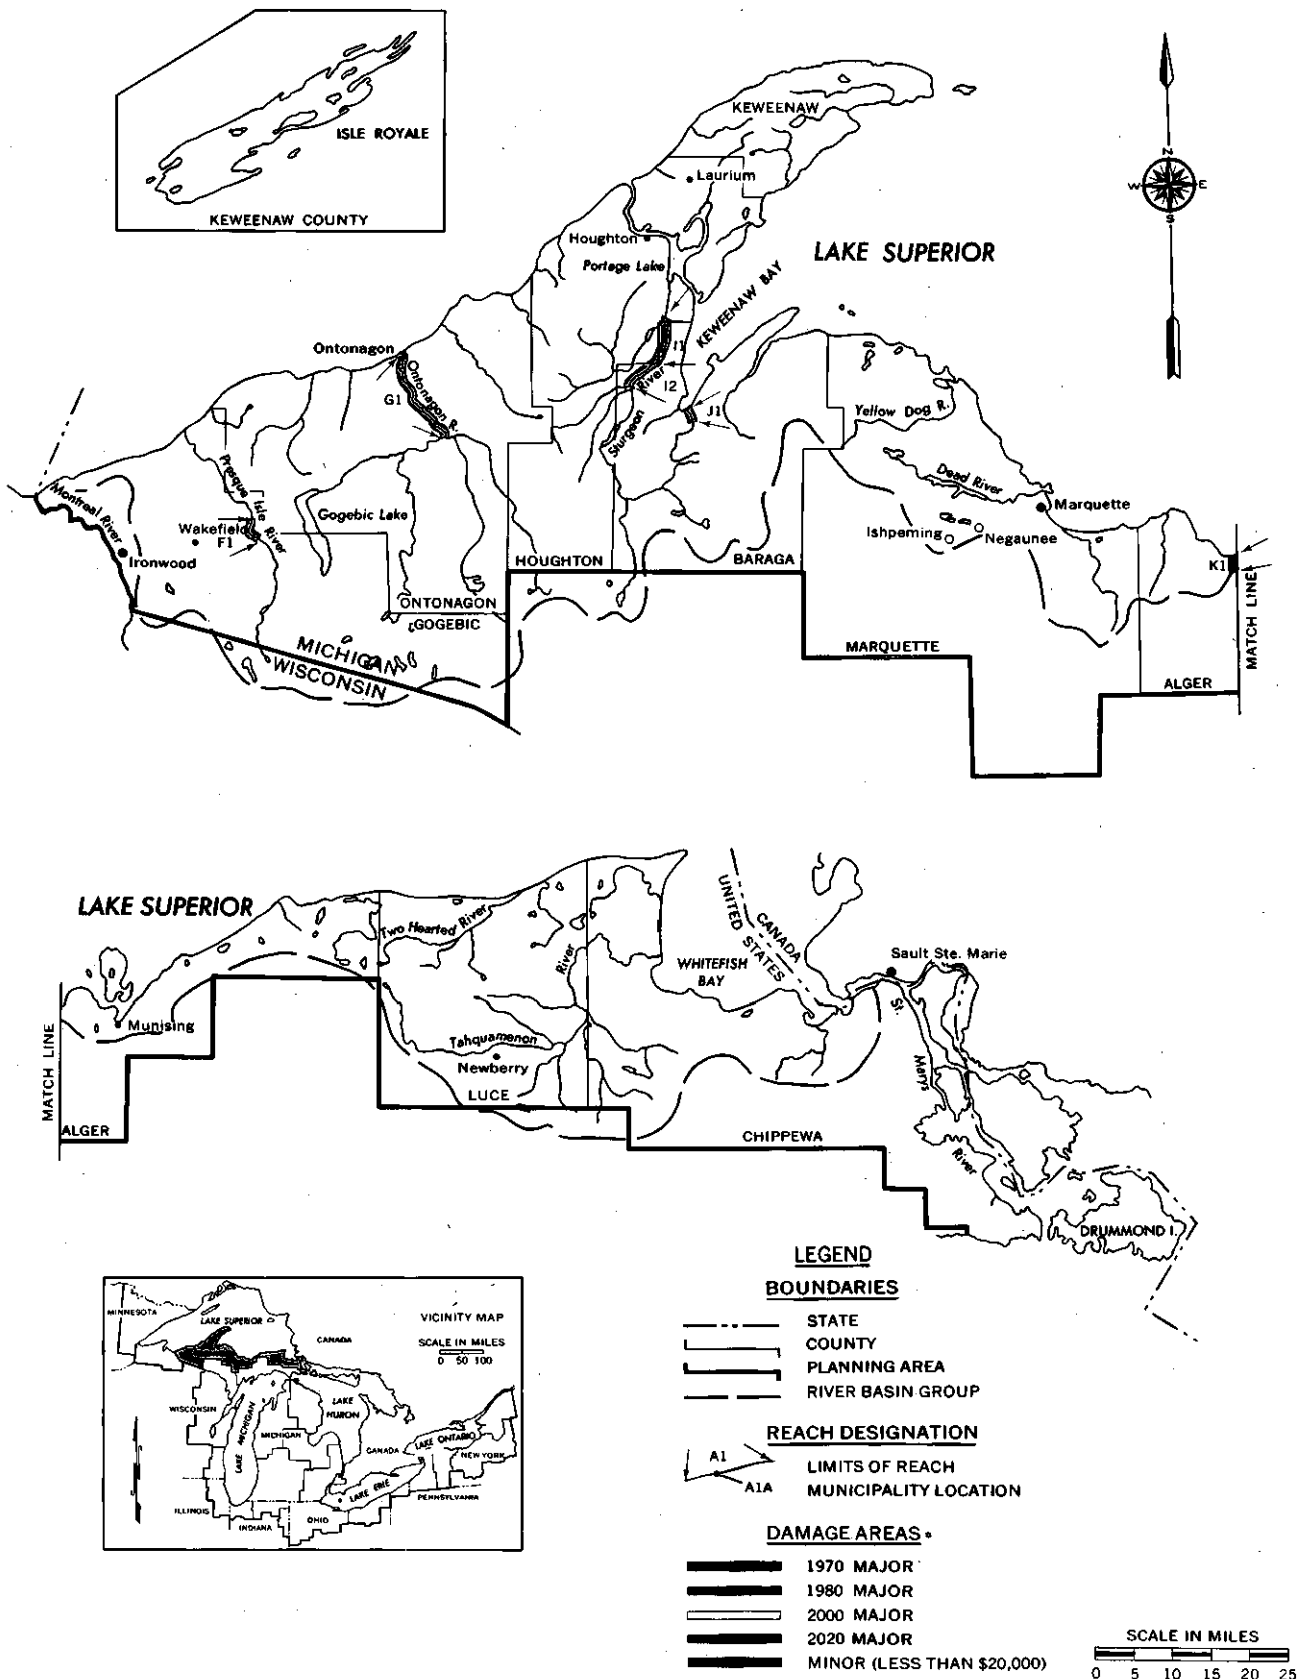 ISLE ROYALE
KEWEENAW COUNTY
KEWEENAW
Laurium
Houghton
Portage Lake
LAKE SUPERIOR
KEWEENAW BAY
N
W E
S
Ontonagon
Ontonagon R.
G1
I1
I2
River
Sturgeon
J1
Yellow Dog R.
Dead River
Marquette
Ishpeming
Negaunee
Montreal River
Ironwood
Wakefield
F1
Presque Isle River
Gogebic Lake
HOUGHTON
BARAGA
ONTONAGON
GOGEBIC
MICHIGAN
WISCONSIN
MARQUETTE
ALGER
K1
MATCH LINE
LAKE SUPERIOR
Two Hearted River
River
UNITED STATES
CANADA
WHITEFISH
BAY
Sault Ste. Marie
St.
Marys
River
Munising
Tahquamenon
Newberry
LUCE
MATCH LINE
ALGER
CHIPPEWA
DRUMMOND I.
MINNESOTA
LAKE SUPERIOR
CANADA
VICINITY MAP
SCALE IN MILES
0 50 100
WISCONSIN
LAKE MICHIGAN
MICHIGAN
LAKE
HURON
CANADA
LAKE ONTARIO
NEW YORK
LAKE ERIE
PENNSYLVANIA
ILLINOIS
INDIANA
OHIO
LEGEND
BOUNDARIES
STATE
COUNTY
PLANNING AREA
RIVER BASIN GROUP
REACH DESIGNATION
A1
A1A
LIMITS OF REACH
MUNICIPALITY LOCATION
DAMAGE AREAS
1970 MAJOR
1980 MAJOR
2000 MAJOR
2020 MAJOR
MINOR (LESS THAN $20,000)
SCALE IN MILES
0 5 10 15 20 25